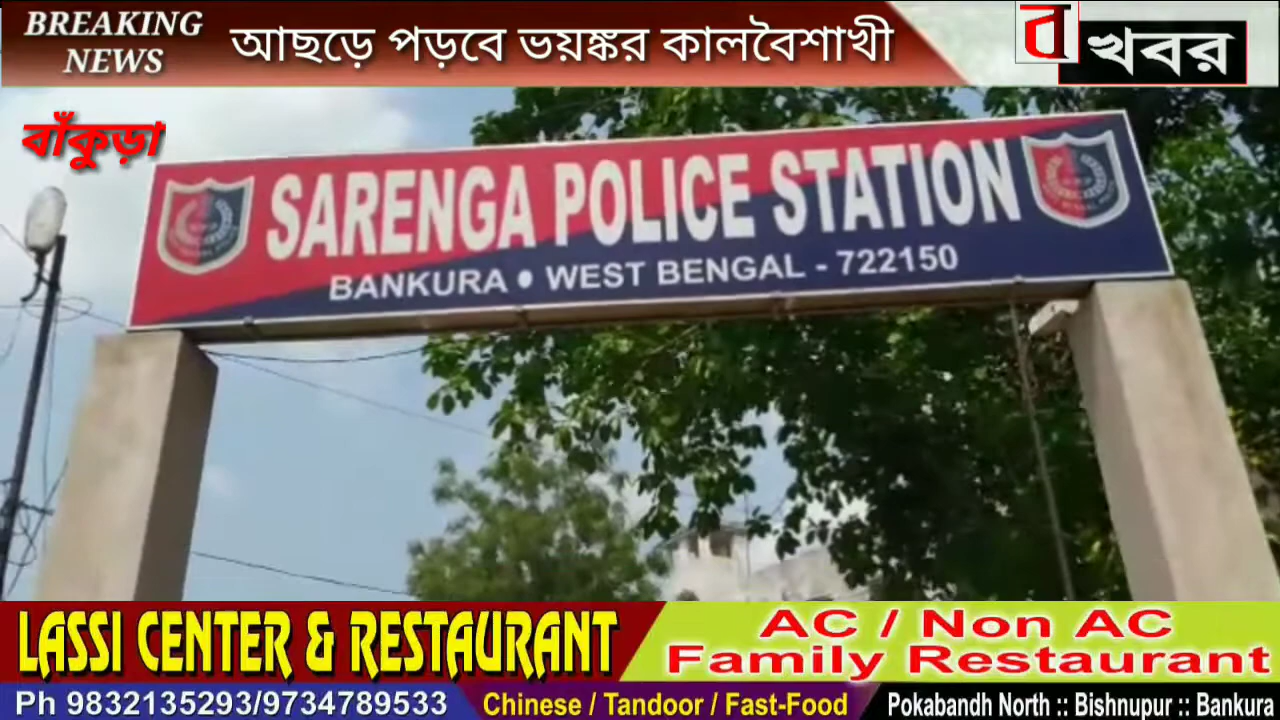 BREAKING NEWS
আছড়ে পড়বে ভয়ঙ্কর কালবৈশাখী
ব খবর
বাঁকুড়া
SARENGA POLICE STATION
BANKURA • WEST BENGAL - 722150
LASSI CENTER & RESTAURANT
AC / Non AC
Family Restaurant
Ph 9832135293/9734789533
Chinese / Tandoor / Fast-Food
Pokabandh North :: Bishnupur :: Bankura